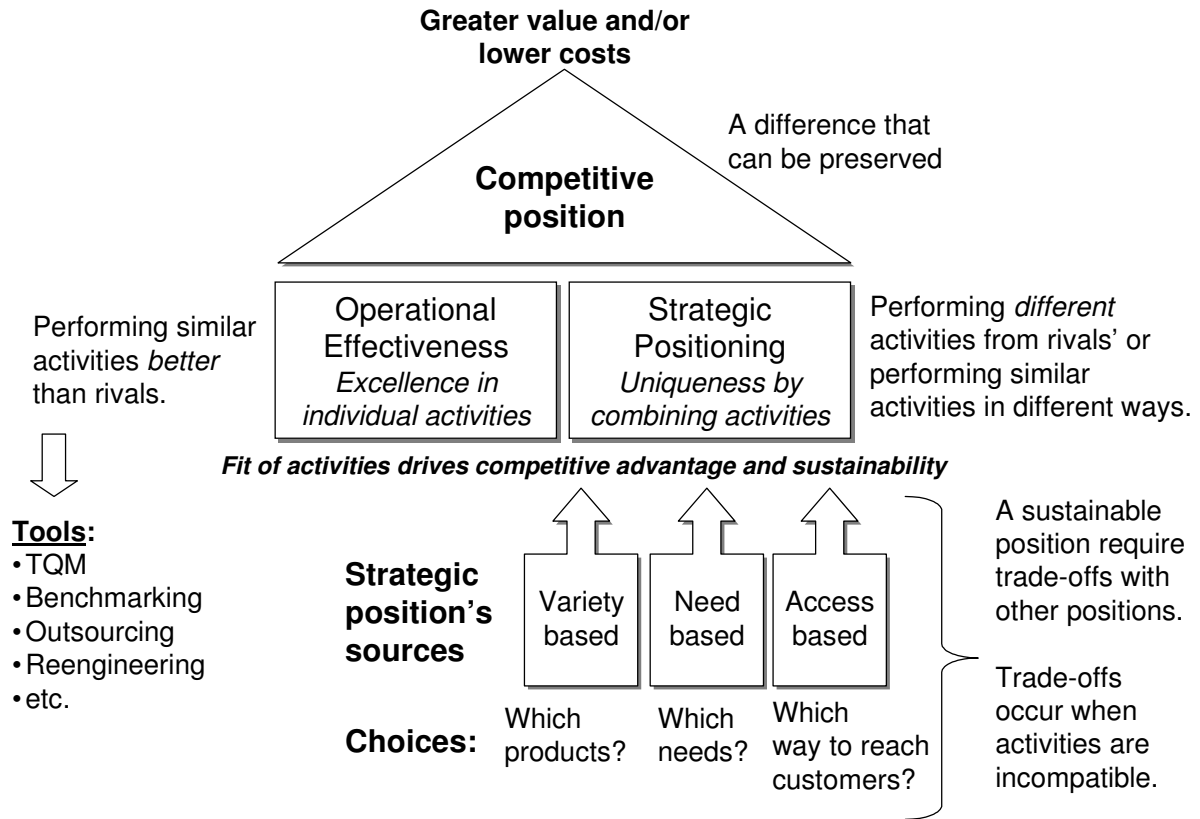 Greater value and/or
lower costs
A difference that
can be preserved
Competitive
position
Performing similar
activities better
than rivals.
Operational
Effectiveness
Excellence in
individual activities
Strategic
Positioning
Uniqueness by
combining activities
Performing different
activities from rivals’ or
performing similar
activities in different ways.
Fit of activities drives competitive advantage and sustainability
Tools:
• TQM
• Benchmarking
• Outsourcing
• Reengineering
• etc.
Strategic
position’s
sources
Variety
based
Need
based
Access
based
A sustainable
position require
trade-offs with
other positions.
Trade-offs
occur when
activities are
incompatible.
Choices:
Which
products?
Which
needs?
Which
way to reach
customers?